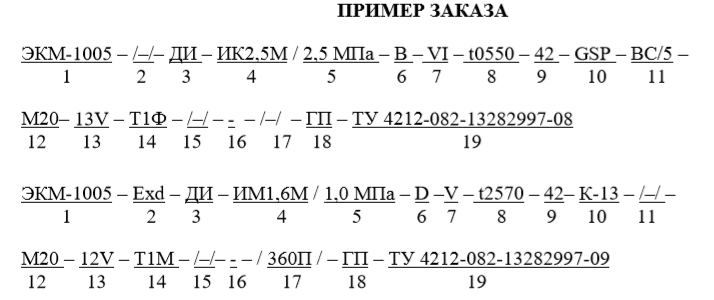 ПРИМЕР ЗАКАЗА
ЭКМ-1005 – /–/– ДИ – ИК2,5М / 2,5 МПа – В – VI – t0550 – 42 – GSP – ВС/5 –
1 2 3 4 5 6 7 8 9 10 11
М20– 13V – Т1Ф – /–/ – - – /–/ – ГП – ТУ 4212-082-13282997-08
12 13 14 15 16 17 18 19
ЭКМ-1005 – Exd – ДИ – ИМ1,6М / 1,0 МПа – D – V – t2570 – 42– К-13 – /–/ –
1 2 3 4 5 6 7 8 9 10 11
М20 – 12V – Т1М – /–/– - – / 360П / – ГП – ТУ 4212-082-13282997-09
12 13 14 15 16 17 18 19